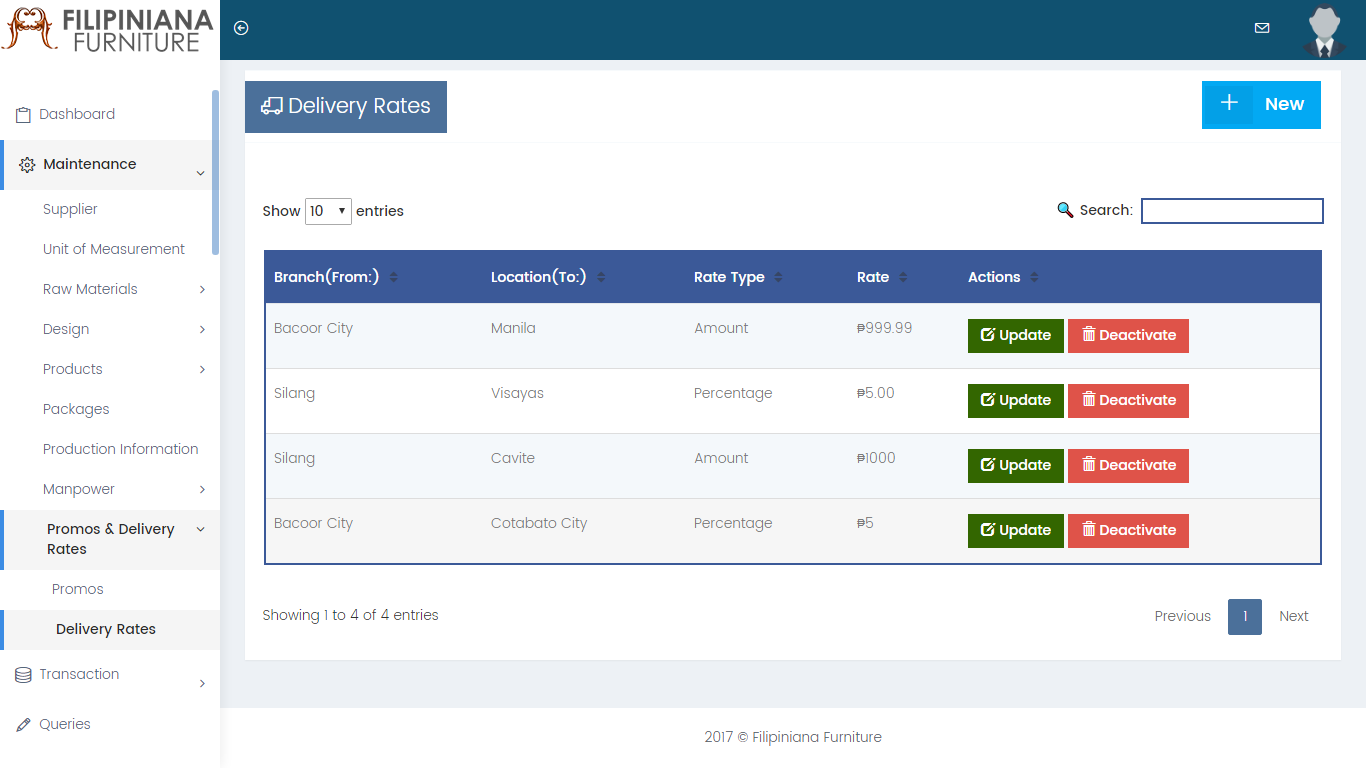 FILIPINIANA
FURNITURE
Dashboard
Maintenance
Supplier
Unit of Measurement
Raw Materials
Design
Products
Packages
Production Information
Manpower
Promos & Delivery
Rates
Promos
Delivery Rates
Transaction
Queries
Delivery Rates
+ New
Show 10 entries
Search:
Branch(From:) Location(To:) Rate Type Rate Actions
Bacoor City Manila Amount ₱999.99 Update Deactivate
Silang Visayas Percentage ₱5.00 Update Deactivate
Silang Cavite Amount ₱1000 Update Deactivate
Bacoor City Cotabato City Percentage ₱5 Update Deactivate
Showing 1 to 4 of 4 entries
Previous 1 Next
2017 © Filipiniana Furniture